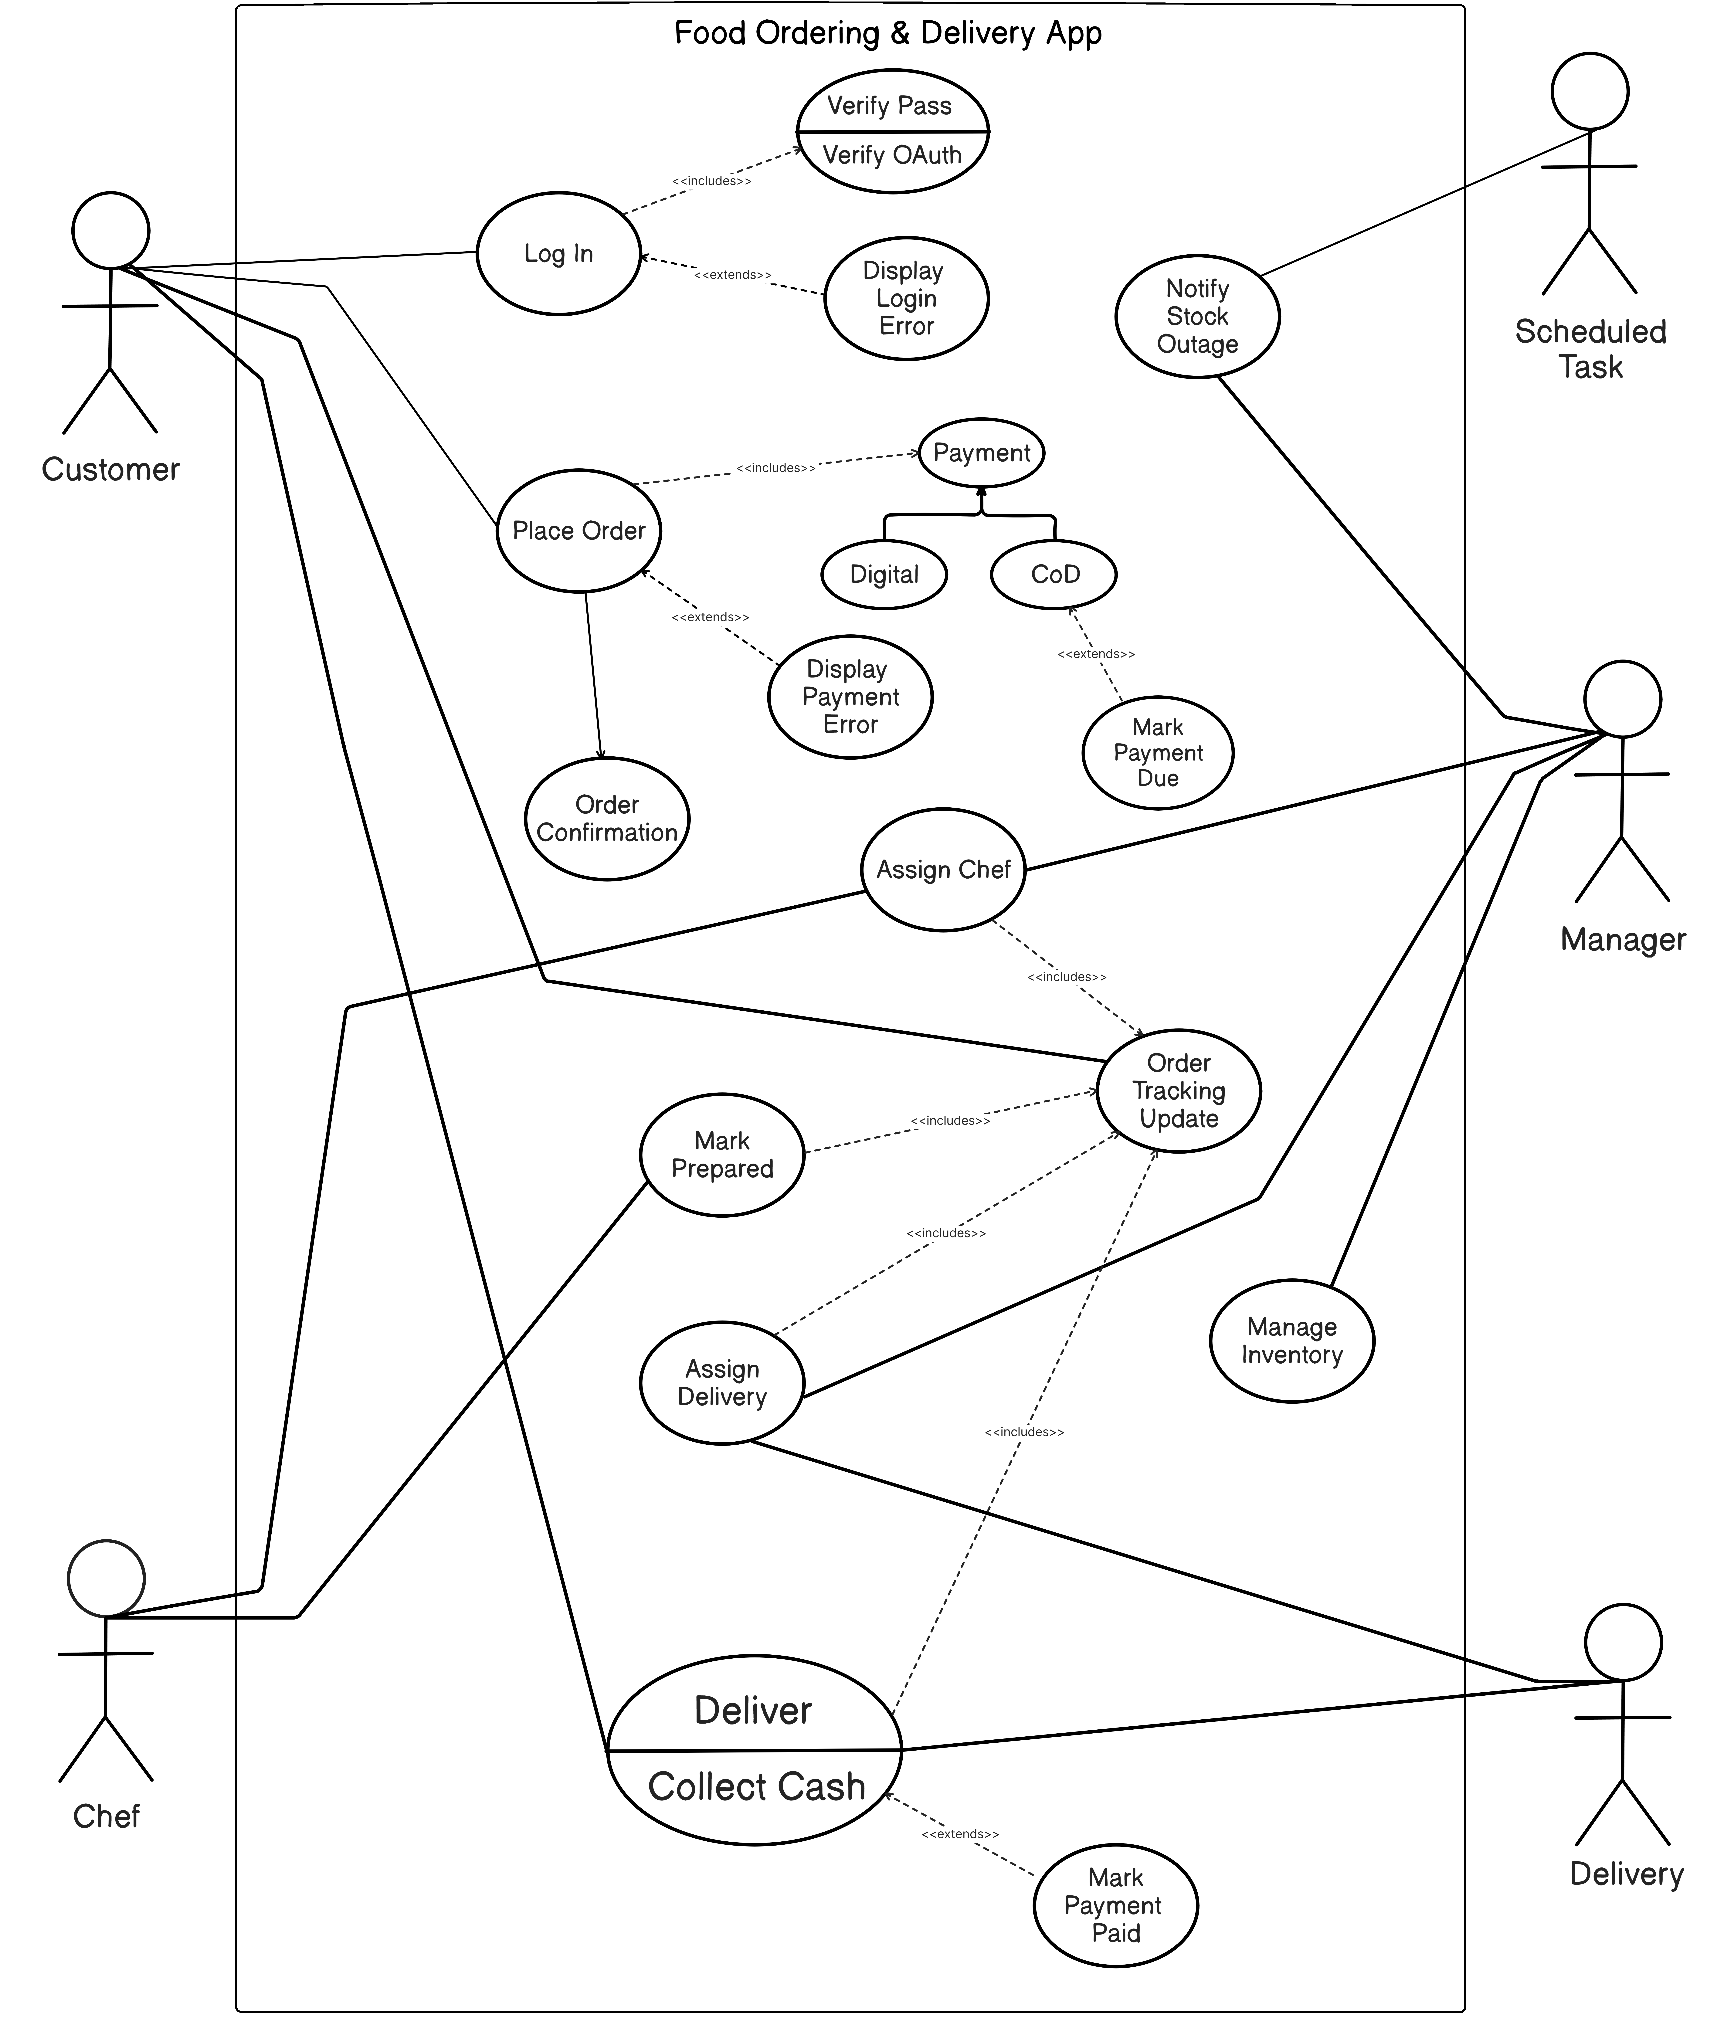 Food Ordering & Delivery App
Verify Pass
Verify OAuth
<<includes>>
Log In
<<extends>>
Display
Login
Error
Notify
Stock
Outage
Scheduled
Task
Customer
Payment
<<includes>>
Place Order
Digital
CoD
<<extends>>
<<extends>>
Display
Payment
Error
Mark
Payment
Due
Order
Confirmation
Assign Chef
Manager
<<includes>>
Order
Tracking
Update
<<includes>>
Mark
Prepared
<<includes>>
Manage
Inventory
Assign
Delivery
<<includes>>
Deliver
Collect Cash
Chef
<<extends>>
Delivery
Mark
Payment
Paid